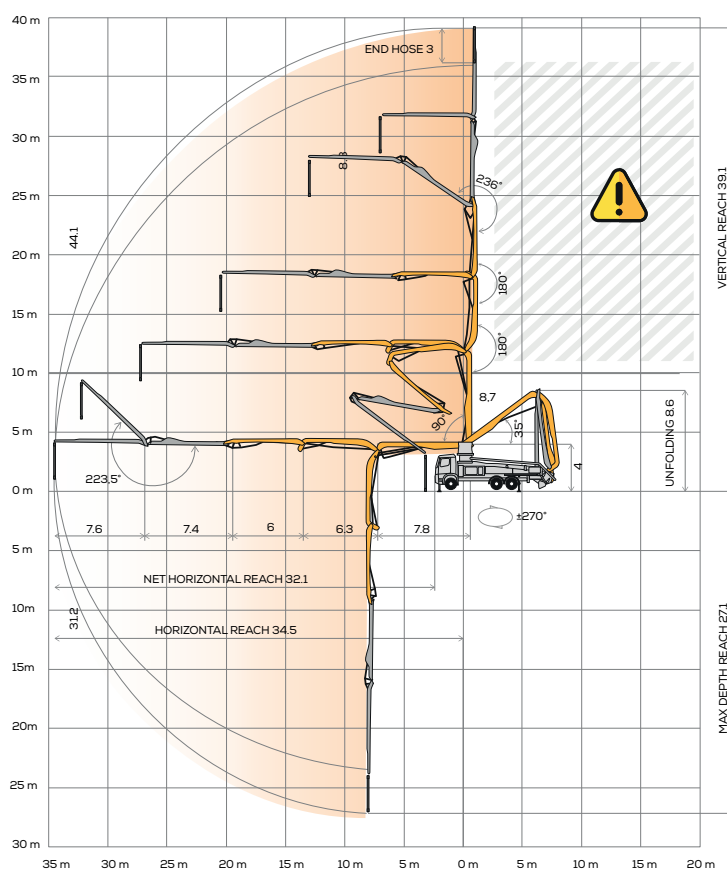 40 m
END HOSE 3
35 m
30 m
8.3
236°
25 m
VERTICAL REACH 39.1
44.1
20 m
180°
15 m
180°
10 m
8,7
UNFOLDING 8.6
90°
35°
5 m
4
223,5°
0 m
±270°
7.6
7.4
6
6.3
7.8
5 m
NET HORIZONTAL REACH 32.1
10m
31.2
HORIZONTAL REACH 34.5
MAX DEPTH REACH 27.1
15m
20 m
25 m
30 m
35 m
30 m
25 m
20 m
15 m
10 m
5 m
0 m
5 m
10 m
15 m
20 m